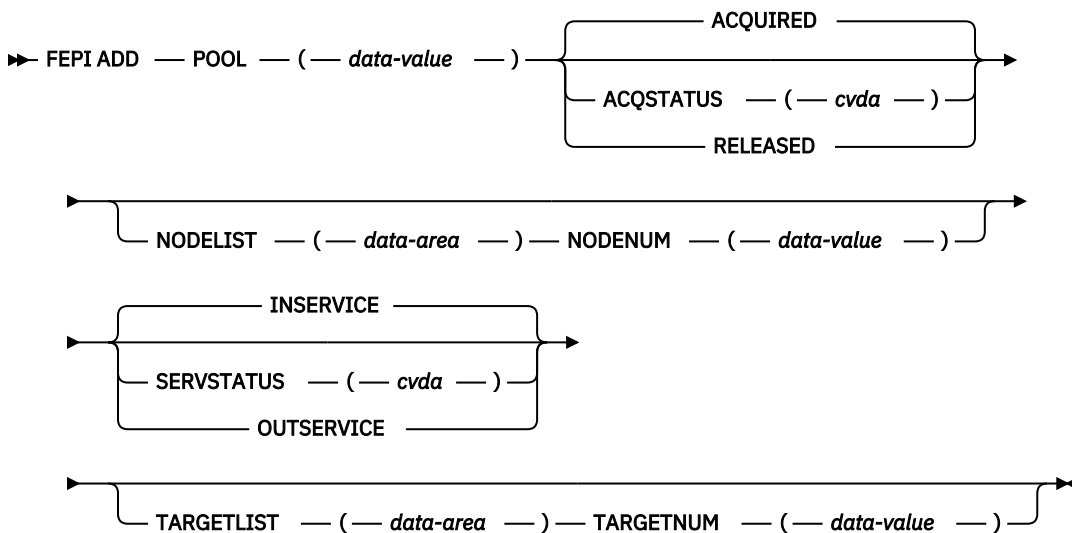 ACQUIRED
FEPI ADD POOL ( data-value )
ACQSTATUS ( cvda )
RELEASED
NODELIST ( data-area ) NODENUM ( data-value )
INSERVICE
SERVSTATUS ( cvda )
OUTSERVICE
TARGETLIST ( data-area ) TARGETNUM ( data-value )